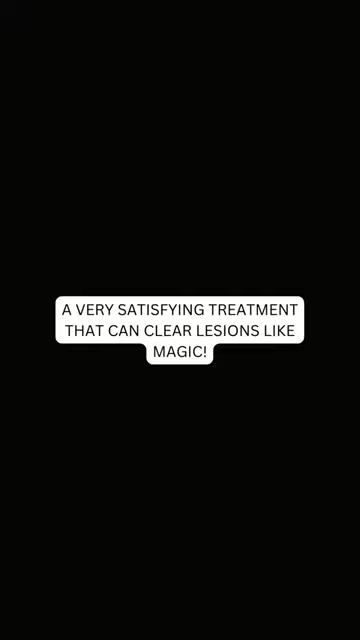 A VERY SATISFYING TREATMENT
THAT CAN CLEAR LESIONS LIKE
MAGIC!